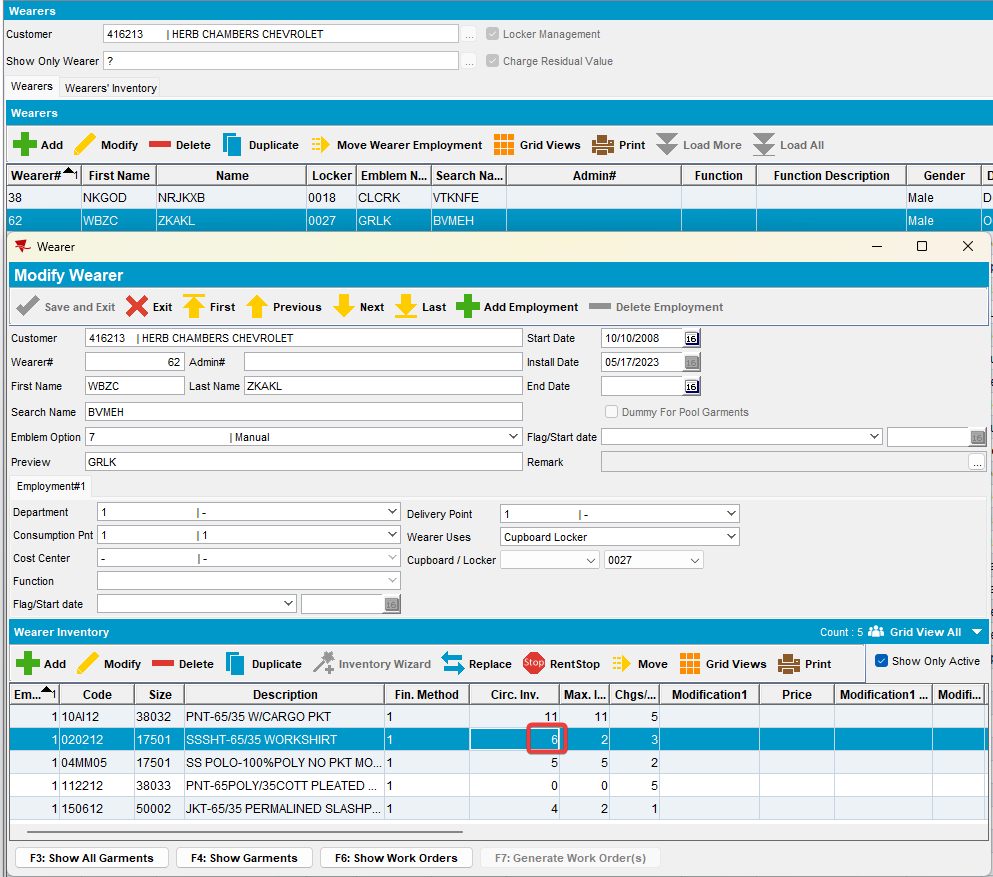 Wearers
Customer 416213 | HERB CHAMBERS CHEVROLET ... Locker Management
Show Only Wearer ? ... Charge Residual Value
Wearers Wearers' Inventory
Wearers
Add Modify Delete Duplicate Move Wearer Employment Grid Views Print Load More Load All
Wearer# 1 First Name Name Locker Emblem N... Search Na... Admin# Function Function Description Gender D
38 NKGOD NRJKXB 0018 CLCRK VTKNFE Male D
62 WBZC ZKAKL 0027 GRLK BVMEH Male O
Wearer
Modify Wearer
Save and Exit Exit First Previous Next Last Add Employment Delete Employment
Customer 416213 | HERB CHAMBERS CHEVROLET Start Date 10/10/2008 16
Wearer# 62 Admin# Install Date 05/17/2023 16
First Name WBZC Last Name ZKAKL End Date 16
Search Name BVMEH Dummy For Pool Garments
Emblem Option 7 | Manual Flag/Start date 16
Preview GRLK Remark ...
Employment#1
Department 1 | - Delivery Point 1 | -
Consumption Pnt 1 | 1 Wearer Uses Cupboard Locker
Cost Center - | - Cupboard / Locker 0027
Function
Flag/Start date 16
Wearer Inventory Count : 5 Grid View All
Add Modify Delete Duplicate Inventory Wizard Replace Stop RentStop Move Grid Views Print Show Only Active
Em... 1 Code Size Description Fin. Method Circ. Inv. Max. I... Chgs/... Modification1 Price Modification1 ... Modifi...
1 10AI12 38032 PNT-65/35 W/CARGO PKT 1 11 11 5
1 020212 17501 SSSHT-65/35 WORKSHIRT 1 6 2 3
1 04MM05 17501 SS POLO-100%POLY NO PKT MO... 1 5 5 2
1 112212 38033 PNT-65POLY/35COTT PLEATED ... 1 0 0 5
1 150612 50002 JKT-65/35 PERMALINED SLASHP... 1 4 2 1
F3: Show All Garments F4: Show Garments F6: Show Work Orders F7: Generate Work Order(s)